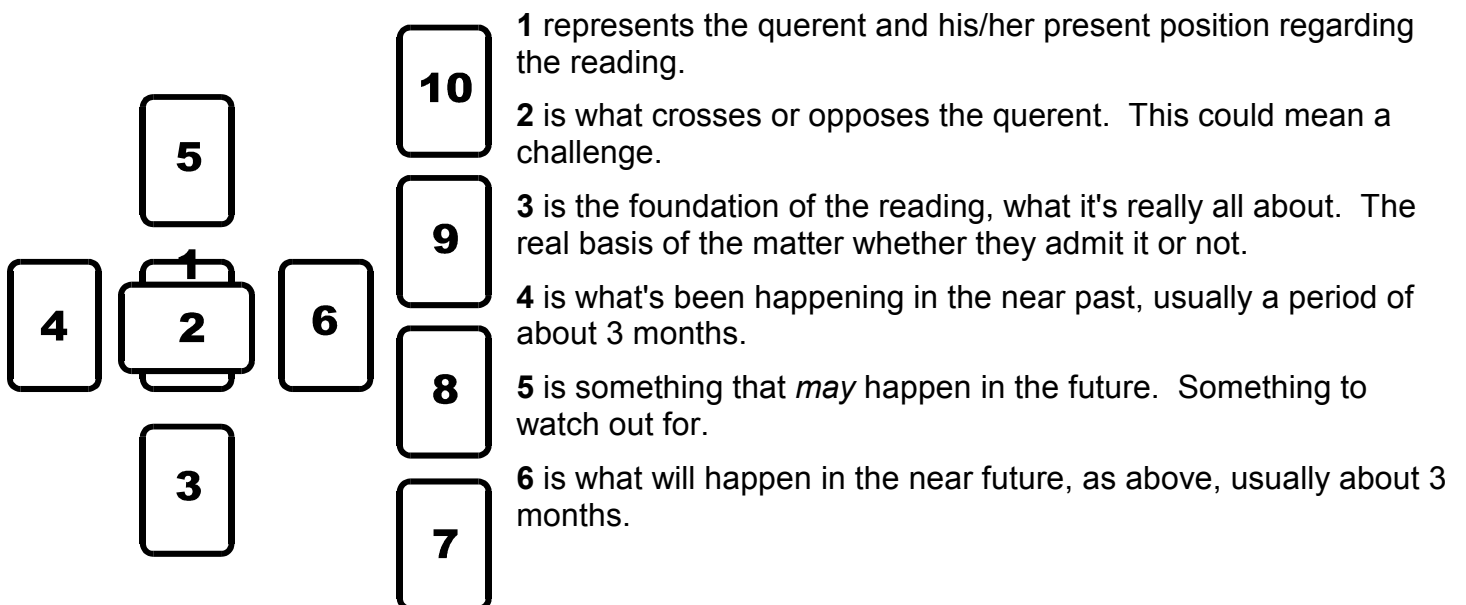 10
5
9
1
4
2
6
8
3
7
1 represents the querent and his/her present position regarding
the reading.
2 is what crosses or opposes the querent.  This could mean a
challenge.
3 is the foundation of the reading, what it's really all about.  The
real basis of the matter whether they admit it or not.
4 is what's been happening in the near past, usually a period of
about 3 months.
5 is something that may happen in the future.  Something to
watch out for.
6 is what will happen in the near future, as above, usually about 3
months.